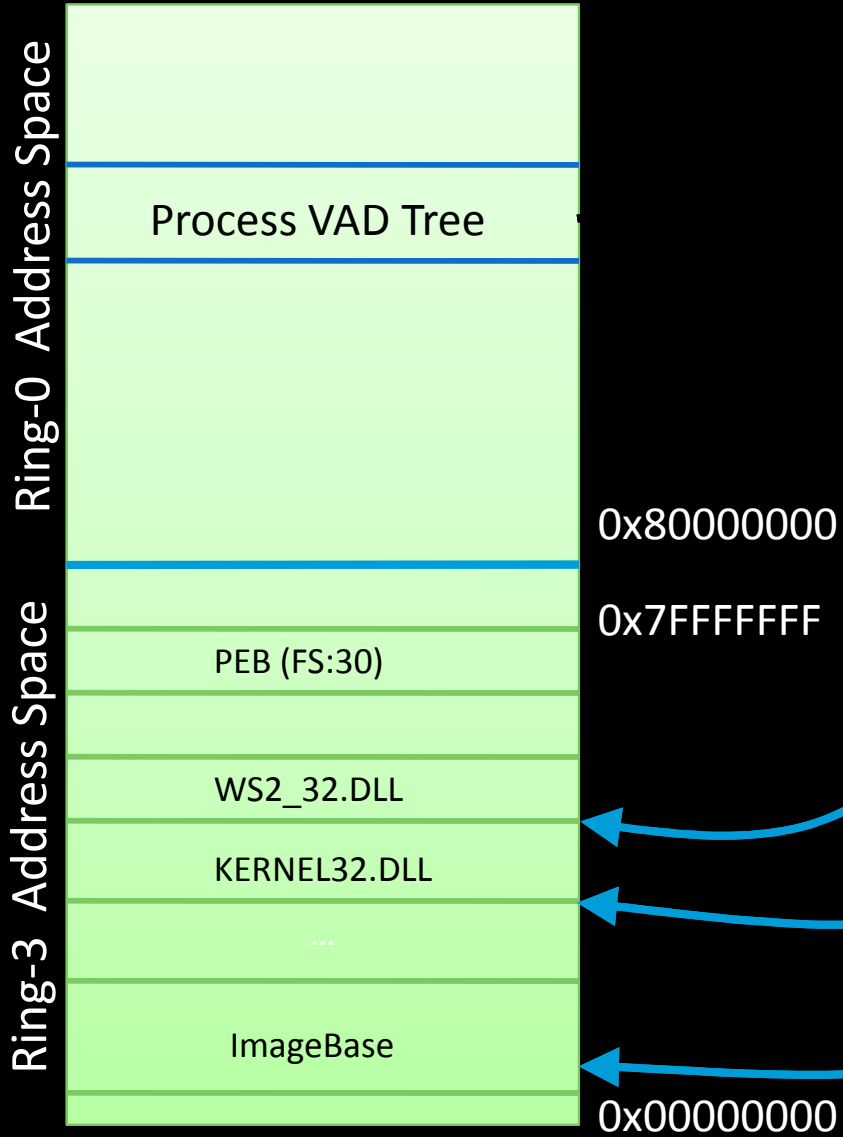 Ring-0 Address Space
Process VAD Tree
0x80000000
0x7FFFFFFF
Ring-3 Address Space
PEB (FS:30)
WS2_32.DLL
KERNEL32.DLL
...
ImageBase
0x00000000